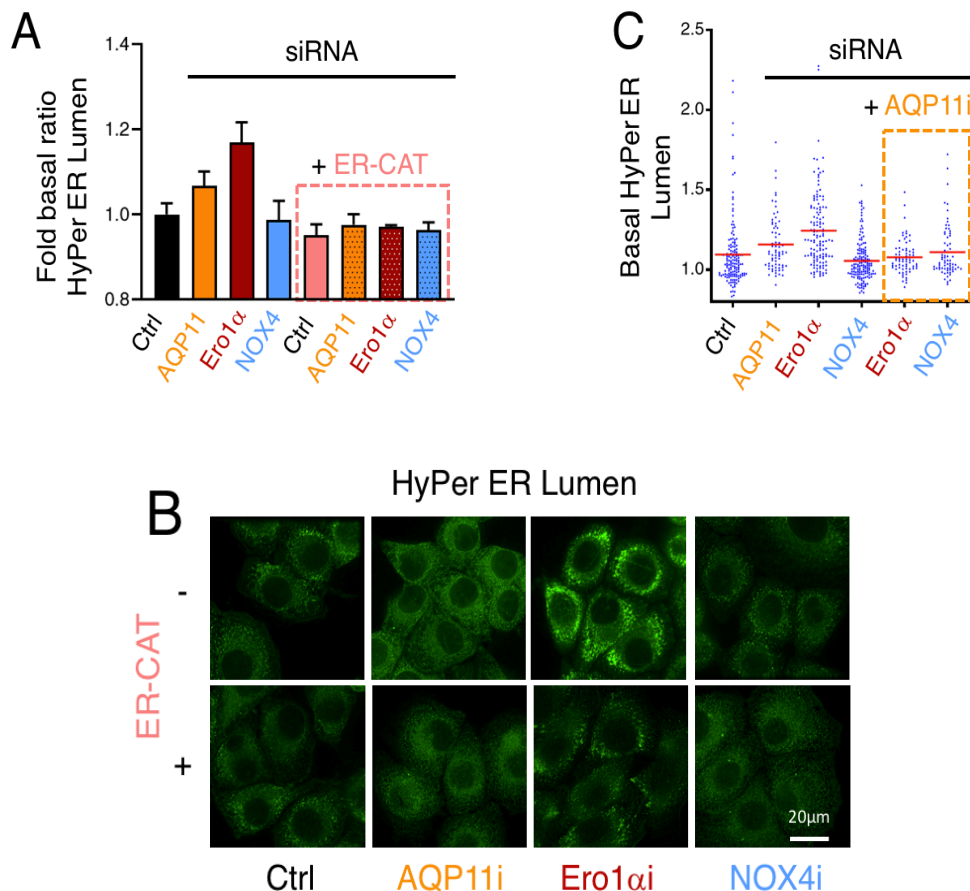 A
Fold basal ratio
HyPer ER Lumen
1.4
1.2
1.0
0.8
siRNA
+ ER-CAT
Ctrl
AQP11
Ero1α
NOX4
Ctrl
AQP11
Ero1α
NOX4
C
Basal HyPer ER
Lumen
2.5
2.0
1.5
1.0
siRNA
+ AQP11i
Ctrl
AQP11
Ero1α
NOX4
Ero1α
NOX4
B
HyPer ER Lumen
ER-CAT
-
+
20µm
Ctrl
AQP11i
Ero1αi
NOX4i